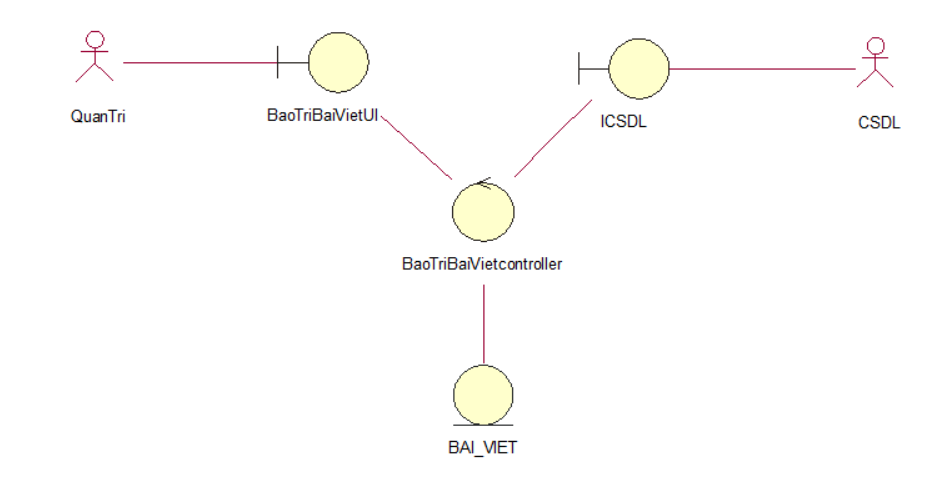 QuanTri
BaoTriBaiVietUI
ICSDL
CSDL
BaoTriBaiVietcontroller
BAI_VIET